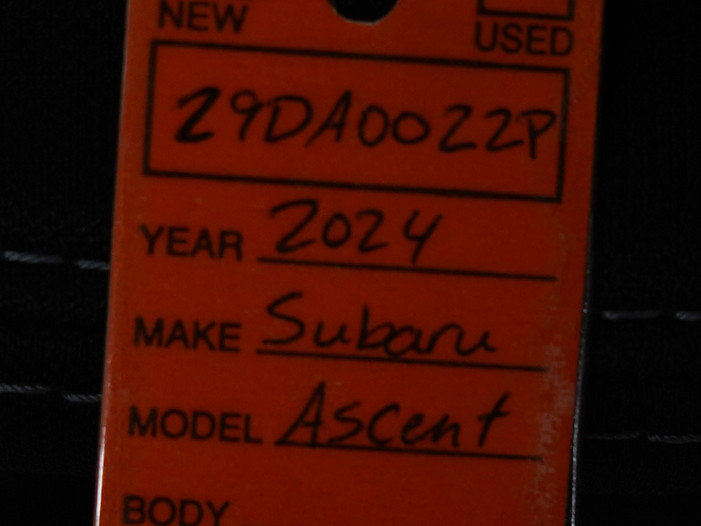 NEW
USED
29DA0022P
YEAR 2024
MAKE Subaru
MODEL Ascent
BODY